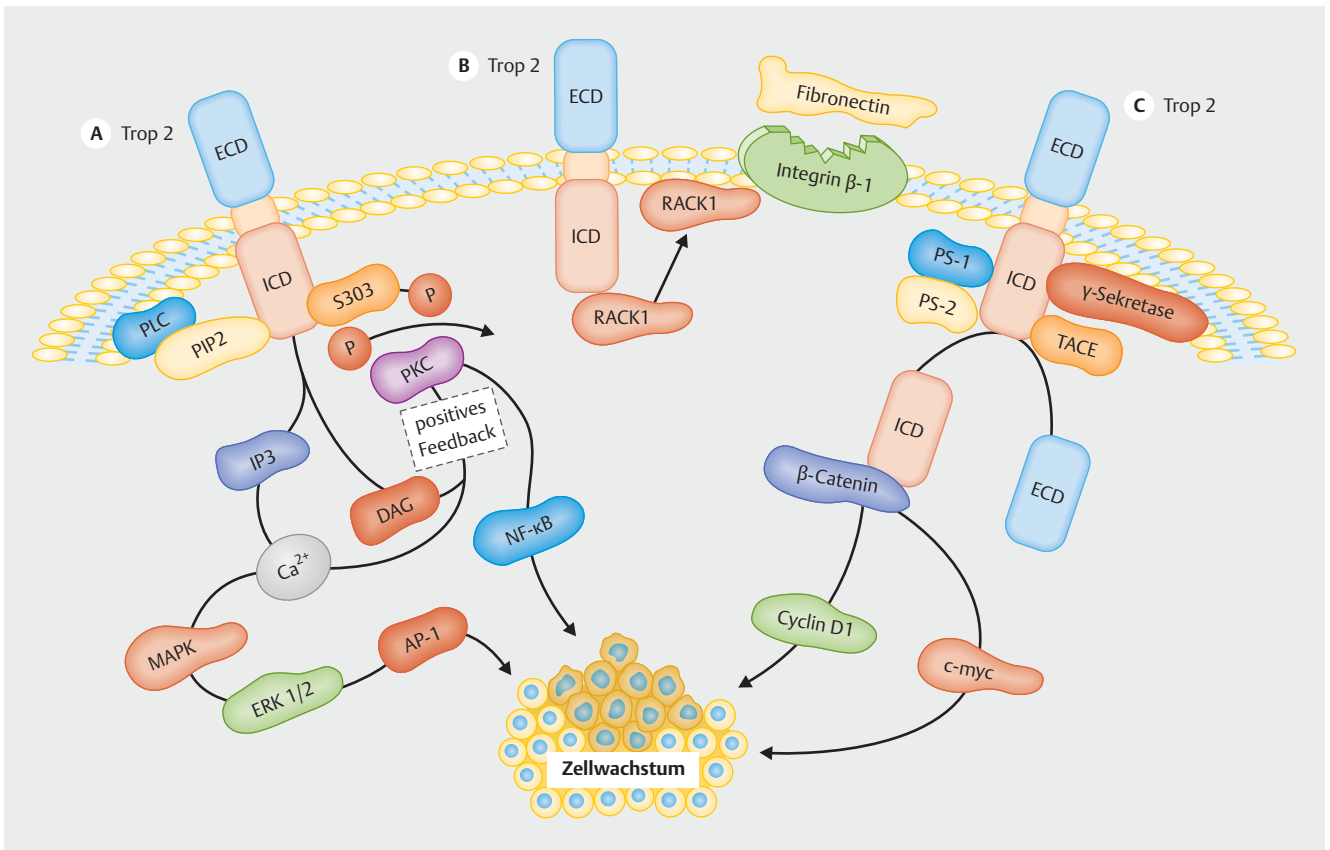 A Trop 2
ECD
ICD
PLC
PIP2
S303
P
P
PKC
positives
Feedback
IP3
DAG
Ca²⁺
NF-κB
MAPK
ERK 1/2
AP-1
B Trop 2
ECD
ICD
RACK1
RACK1
Fibronectin
Integrin β-1
C Trop 2
ECD
ICD
PS-1
PS-2
γ-Sekretase
TACE
ICD
ECD
β-Catenin
Cyclin D1
c-myc
Zellwachstum